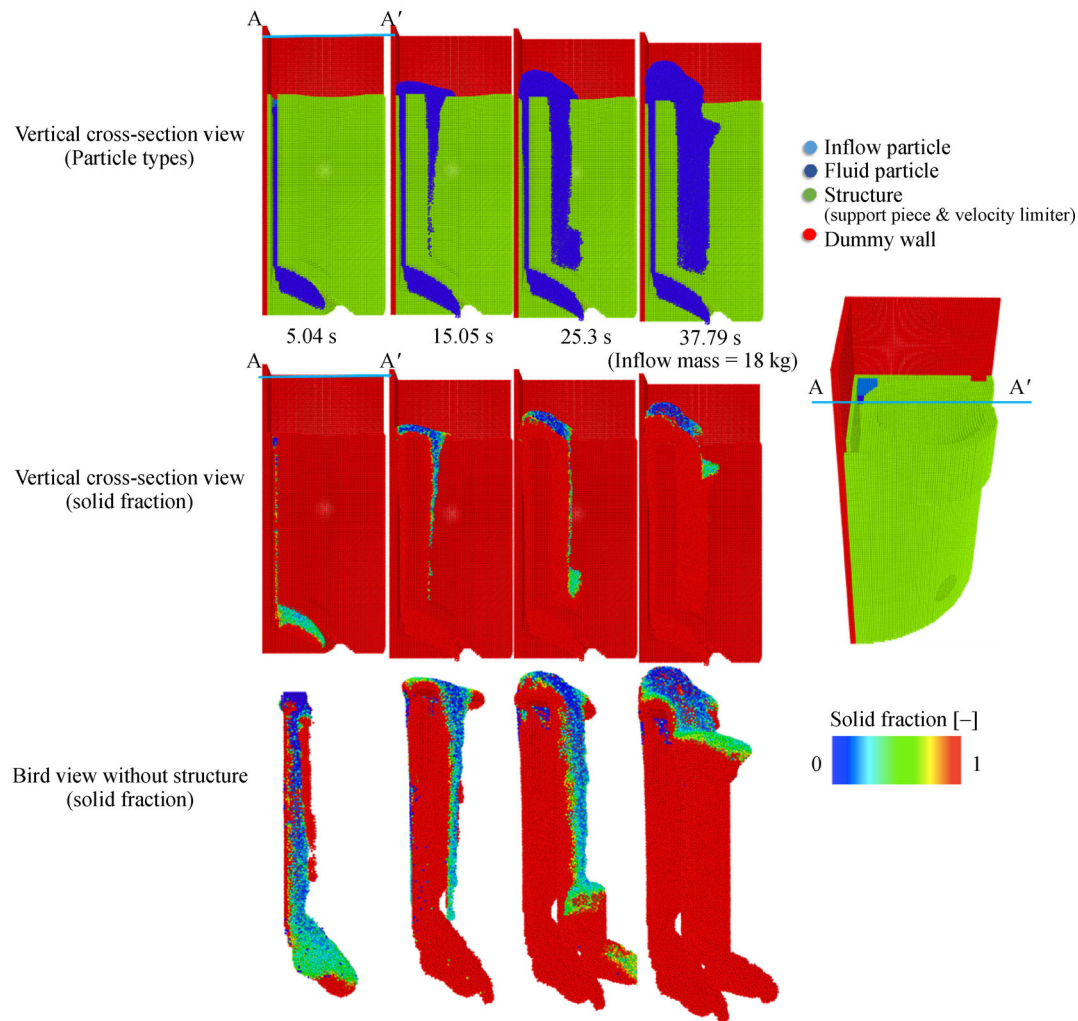 A A′
Vertical cross-section view
(Particle types)
Inflow particle
Fluid particle
Structure
(support piece & velocity limiter)
Dummy wall
5.04 s 15.05 s 25.3 s 37.79 s
(Inflow mass = 18 kg)
A A′
A A′
Vertical cross-section view
(solid fraction)
Solid fraction [–]
0 1
Bird view without structure
(solid fraction)